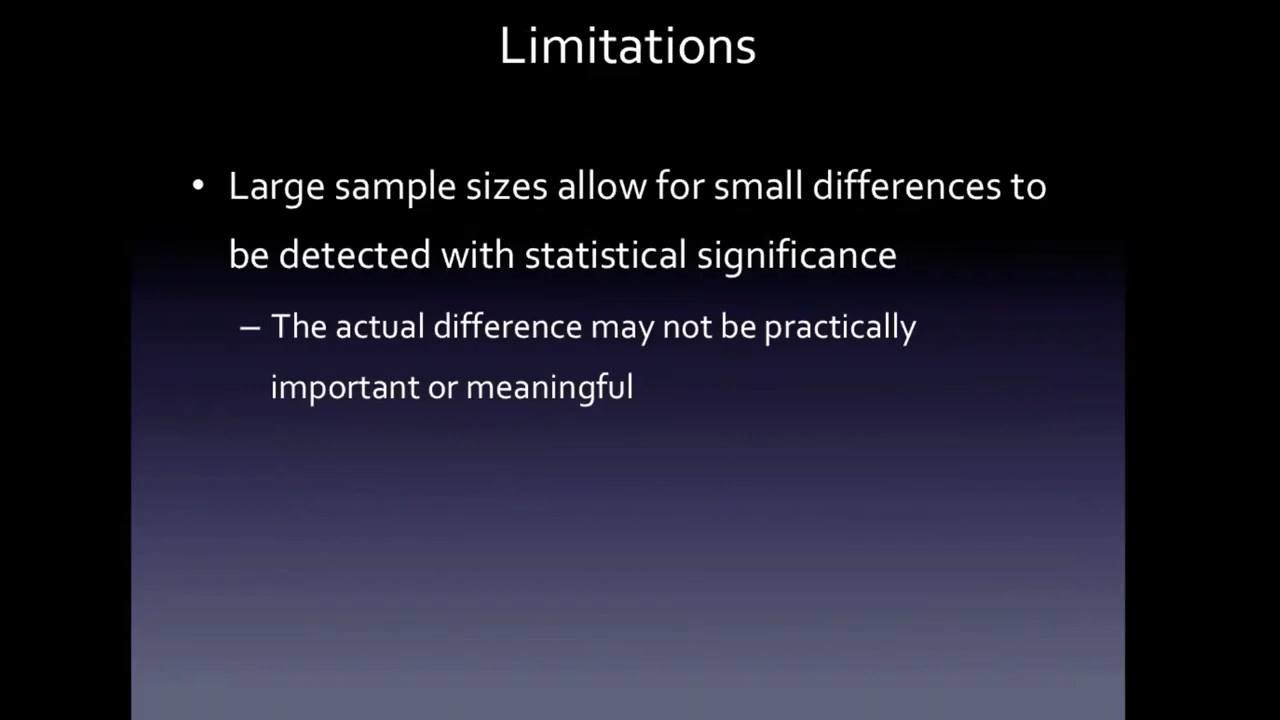 Limitations
• Large sample sizes allow for small differences to
be detected with statistical significance
– The actual difference may not be practically
important or meaningful